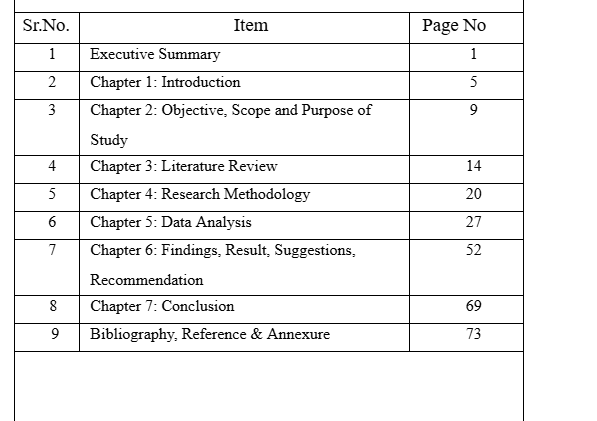 Sr.No. Item Page No
1 Executive Summary 1
2 Chapter 1: Introduction 5
3 Chapter 2: Objective, Scope and Purpose of 9
Study
4 Chapter 3: Literature Review 14
5 Chapter 4: Research Methodology 20
6 Chapter 5: Data Analysis 27
7 Chapter 6: Findings, Result, Suggestions, 52
Recommendation
8 Chapter 7: Conclusion 69
9 Bibliography, Reference & Annexure 73